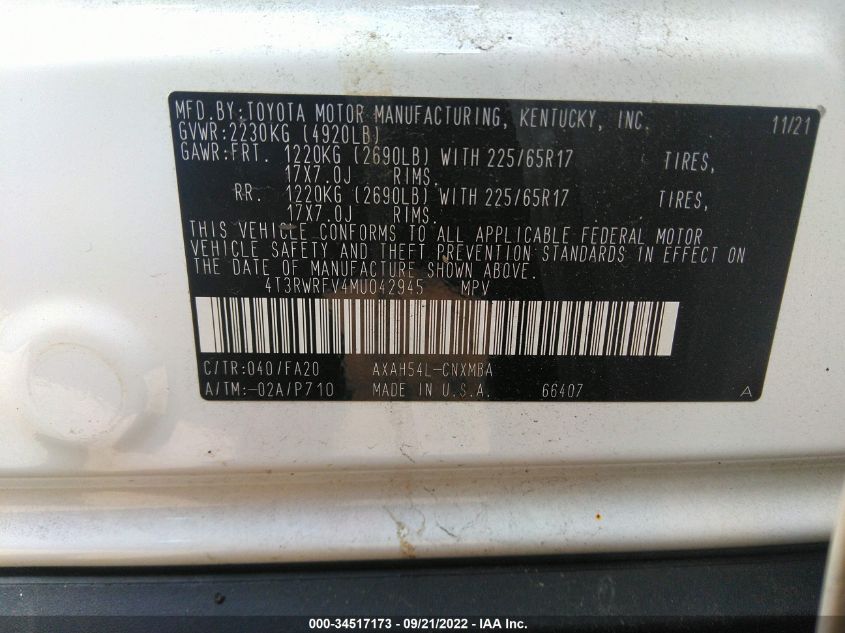 MFD.BY:TOYOTA MOTOR MANUFACTURING, KENTUCKY, INC. 11/21
GVWR:2230KG (4920LB)
GAWR:FRT. 1220KG (2690LB) WITH 225/65R17 TIRES,
17X7.0J RIMS.
RR. 1220KG (2690LB) WITH 225/65R17 TIRES,
17X7.0J RIMS.
THIS VEHICLE CONFORMS TO ALL APPLICABLE FEDERAL MOTOR
VEHICLE SAFETY AND THEFT PREVENTION STANDARDS IN EFFECT ON
THE DATE OF MANUFACTURE SHOWN ABOVE.
4T3RWRFV4MU042945 MPV
C/TR:040/FA20 AXAH54L-CNXMBA
A/TM:-02A/P710 MADE IN U.S.A. 66407 A
000-34517173 - 09/21/2022 - IAA Inc.